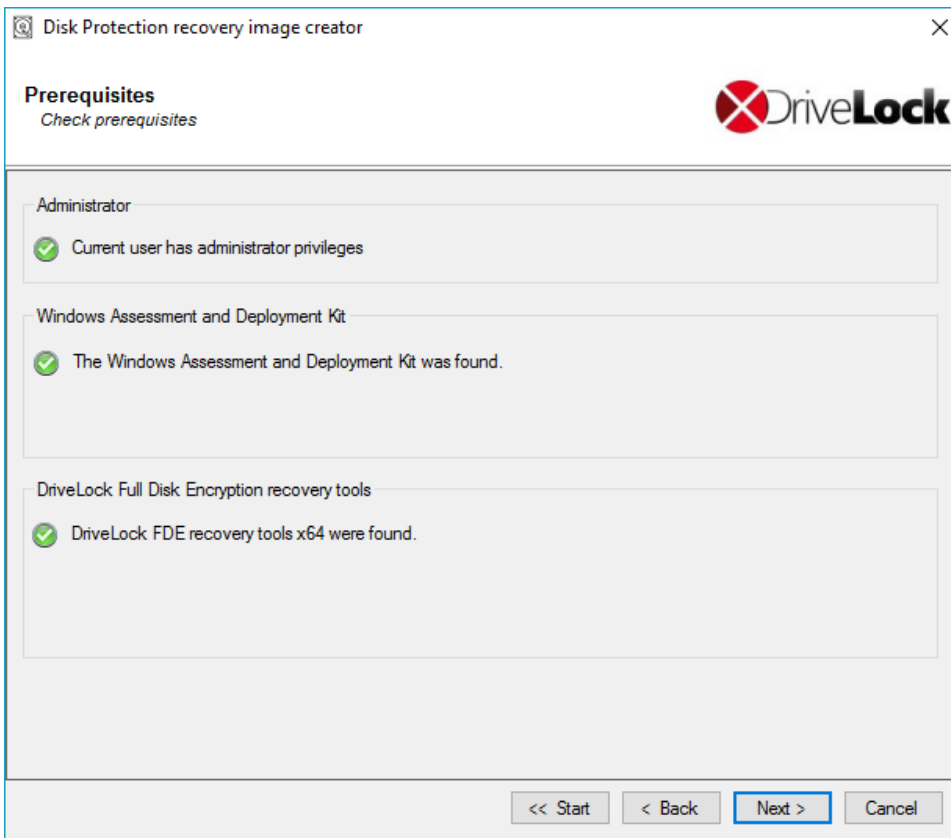 Disk Protection recovery image creator
Prerequisites
Check prerequisites
DriveLock
Administrator
Current user has administrator privileges
Windows Assessment and Deployment Kit
The Windows Assessment and Deployment Kit was found.
DriveLock Full Disk Encryption recovery tools
DriveLock FDE recovery tools x64 were found.
<< Start
< Back
Next >
Cancel